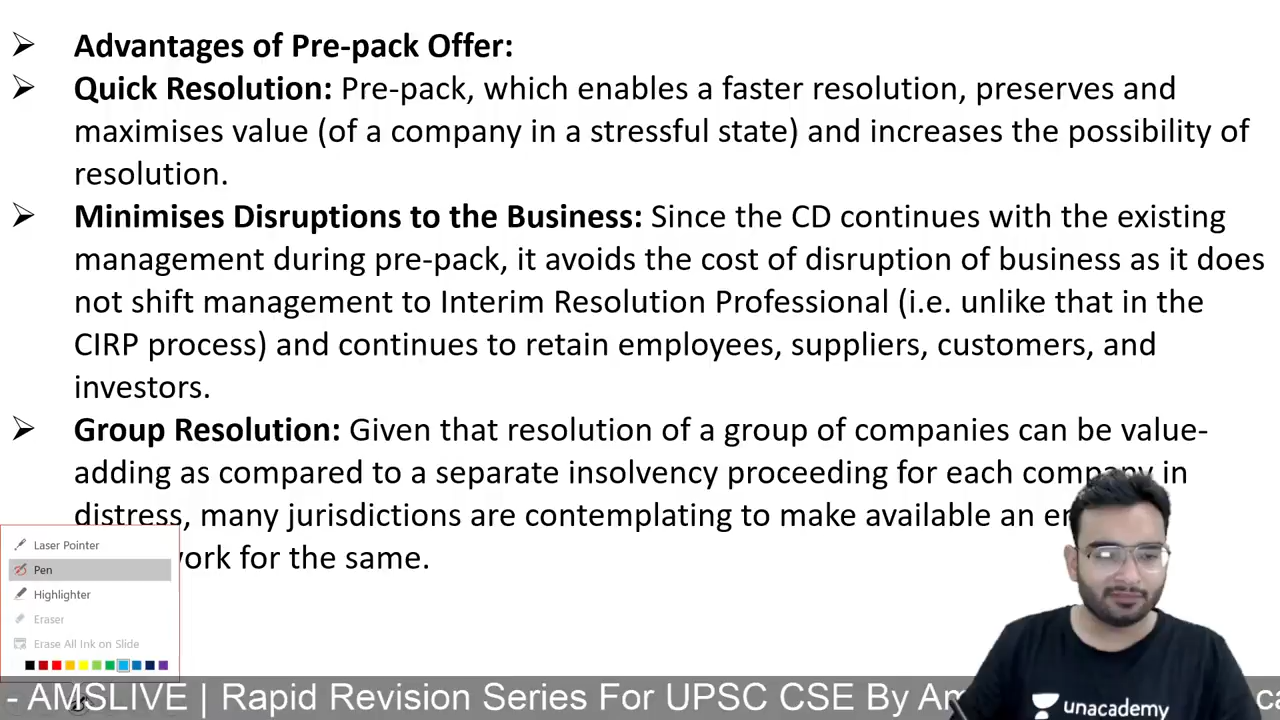 Advantages of Pre-pack Offer:
Quick Resolution: Pre-pack, which enables a faster resolution, preserves and
maximises value (of a company in a stressful state) and increases the possibility of
resolution.
Minimises Disruptions to the Business: Since the CD continues with the existing
management during pre-pack, it avoids the cost of disruption of business as it does
not shift management to Interim Resolution Professional (i.e. unlike that in the
CIRP process) and continues to retain employees, suppliers, customers, and
investors.
Group Resolution: Given that resolution of a group of companies can be value-
adding as compared to a separate insolvency proceeding for each company in
distress, many jurisdictions are contemplating to make available an
for the same.
Laser Pointer
Pen
Highlighter
Eraser
Erase All Ink on Slide
- AMSLIVE | Rapid Revision Series For UPSC CSE By
unacademy